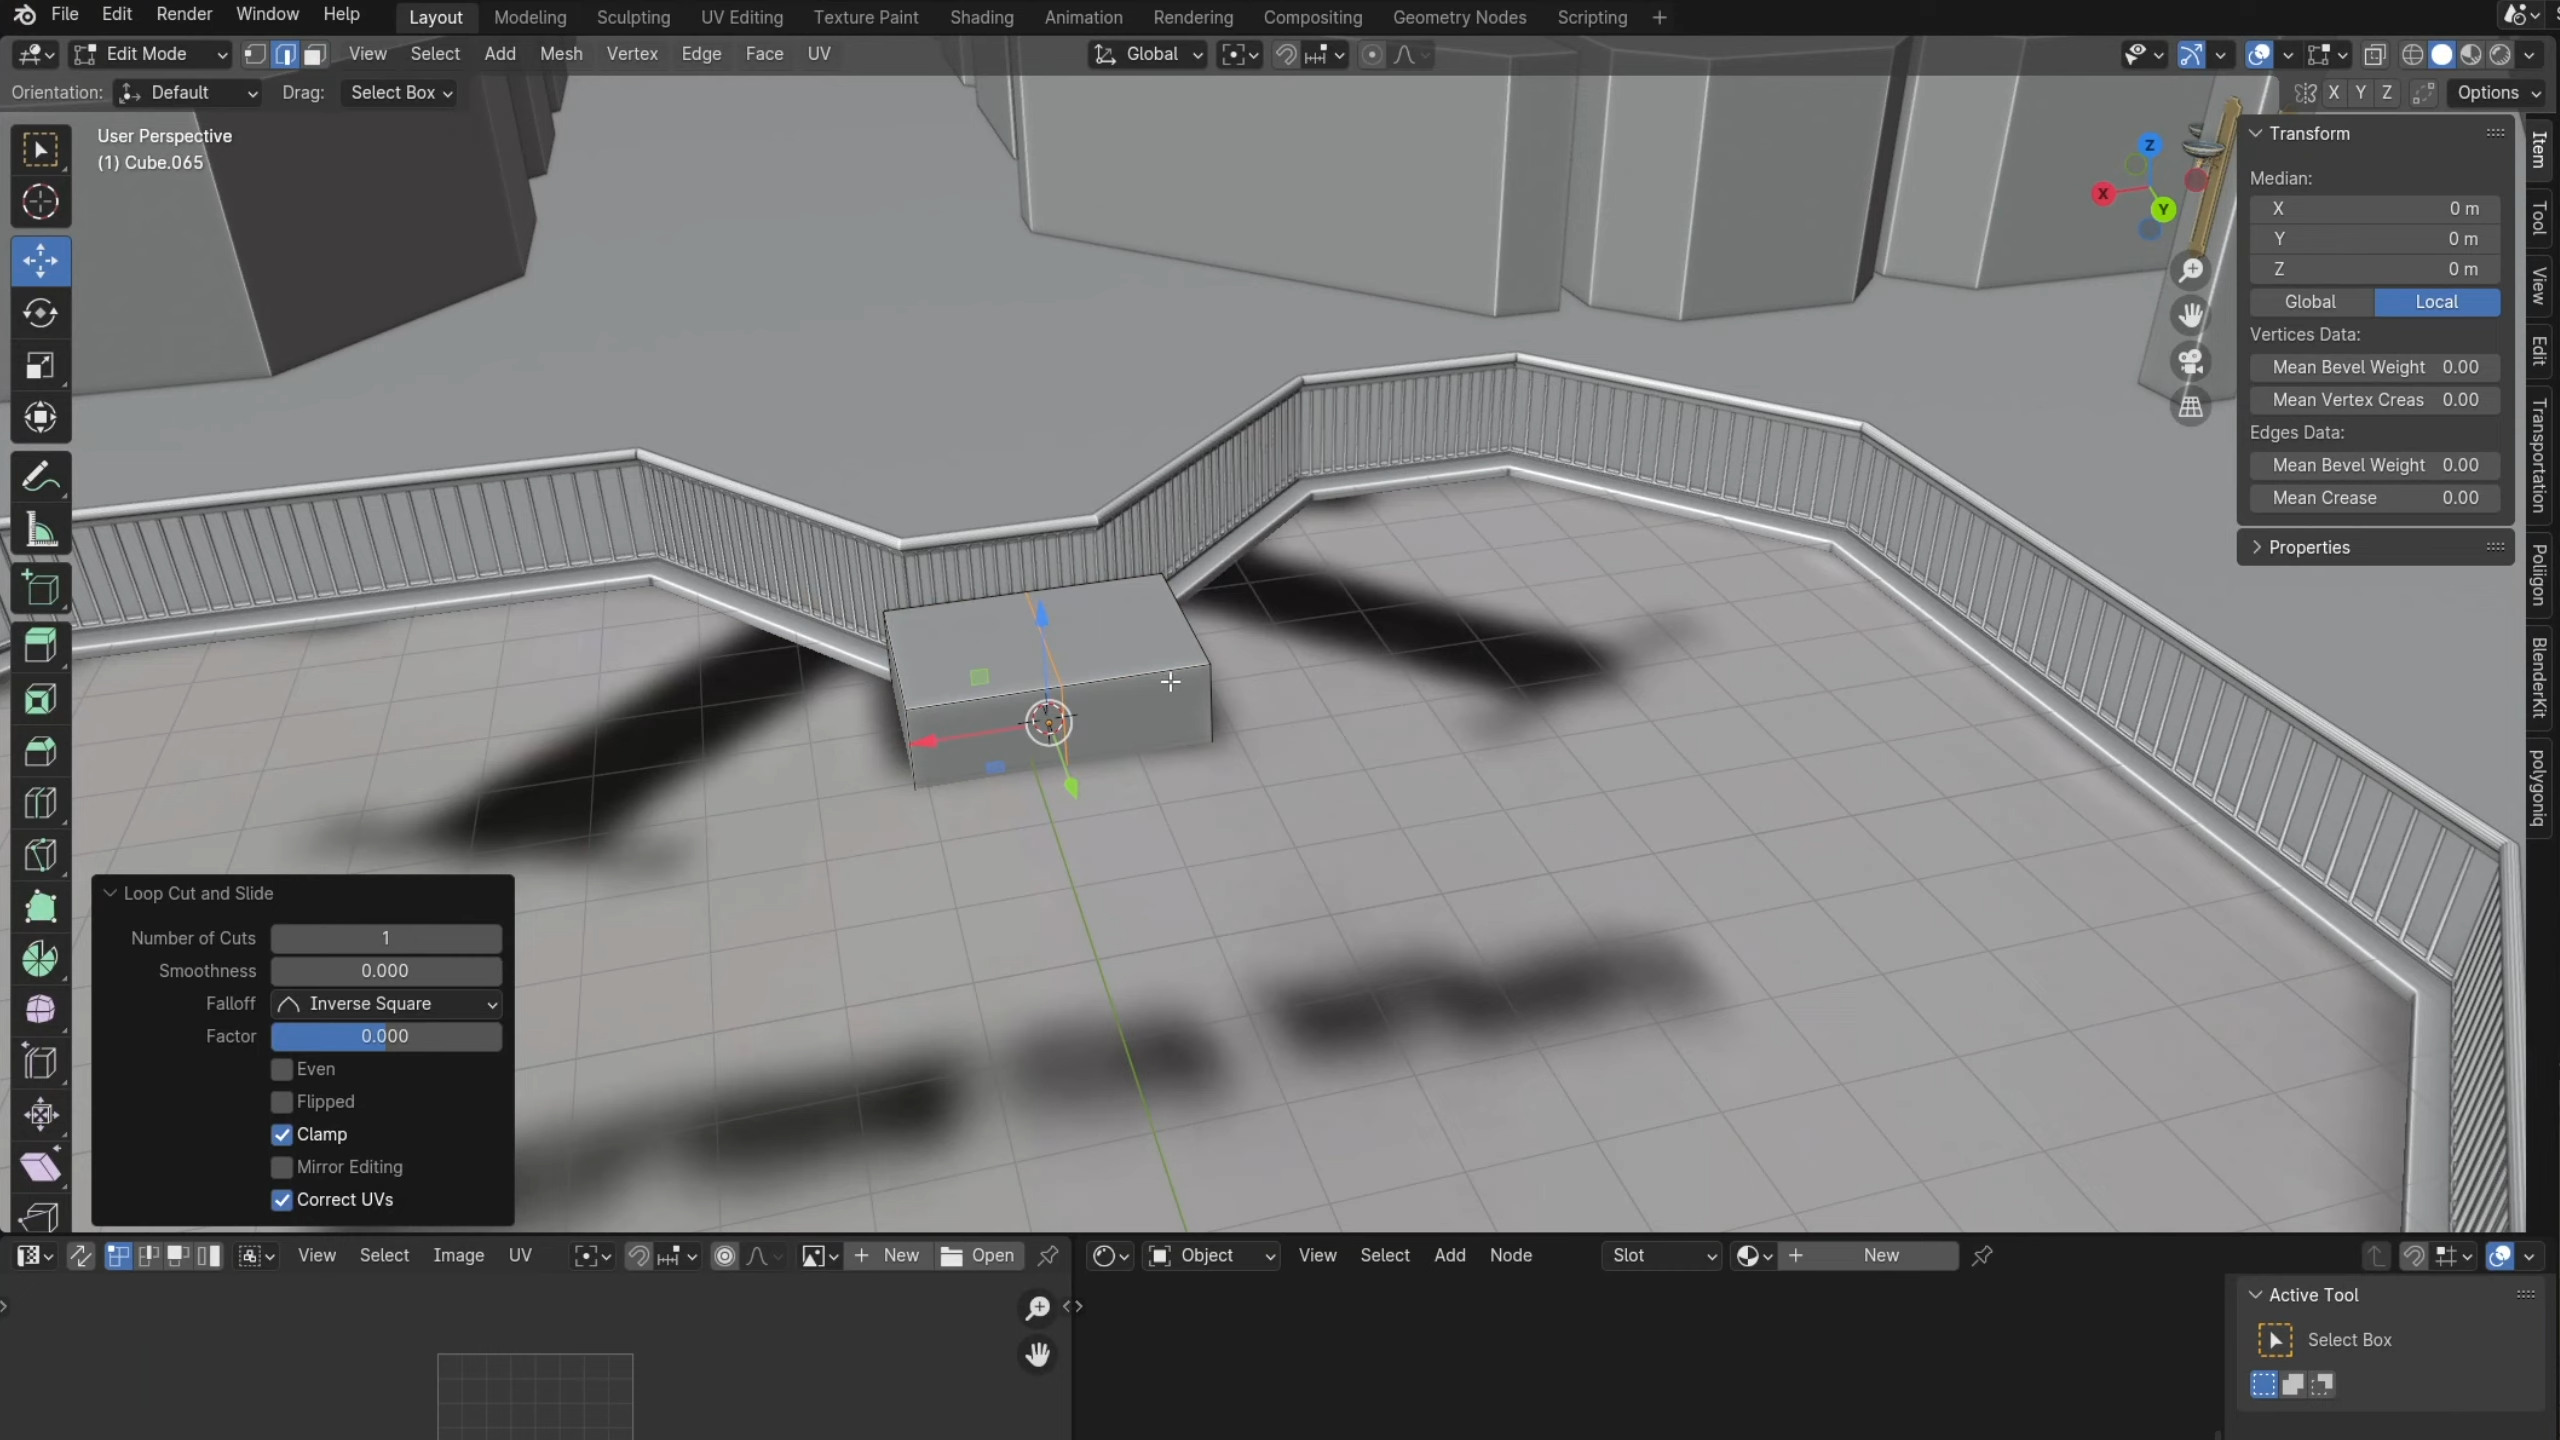 File Edit Render Window Help Layout Modeling Sculpting UV Editing Texture Paint Shading Animation Rendering Compositing Geometry Nodes Scripting +
Edit Mode View Select Add Mesh Vertex Edge Face UV Global
Orientation: Default Drag: Select Box X Y Z Options
User Perspective
(1) Cube.065
Z
X
Y
Transform
Median:
X 0 m
Y 0 m
Z 0 m
Global Local
Vertices Data:
Mean Bevel Weight 0.00
Mean Vertex Creas 0.00
Edges Data:
Mean Bevel Weight 0.00
Mean Crease 0.00
Properties
Item
Tool
View
Edit
Transportation
Poliigon
BlenderKit
polygoniq
Loop Cut and Slide
Number of Cuts 1
Smoothness 0.000
Falloff Inverse Square
Factor 0.000
Even
Flipped
Clamp
Mirror Editing
Correct UVs
View Select Image UV + New Open
Object View Select Add Node Slot + New
Active Tool
Select Box